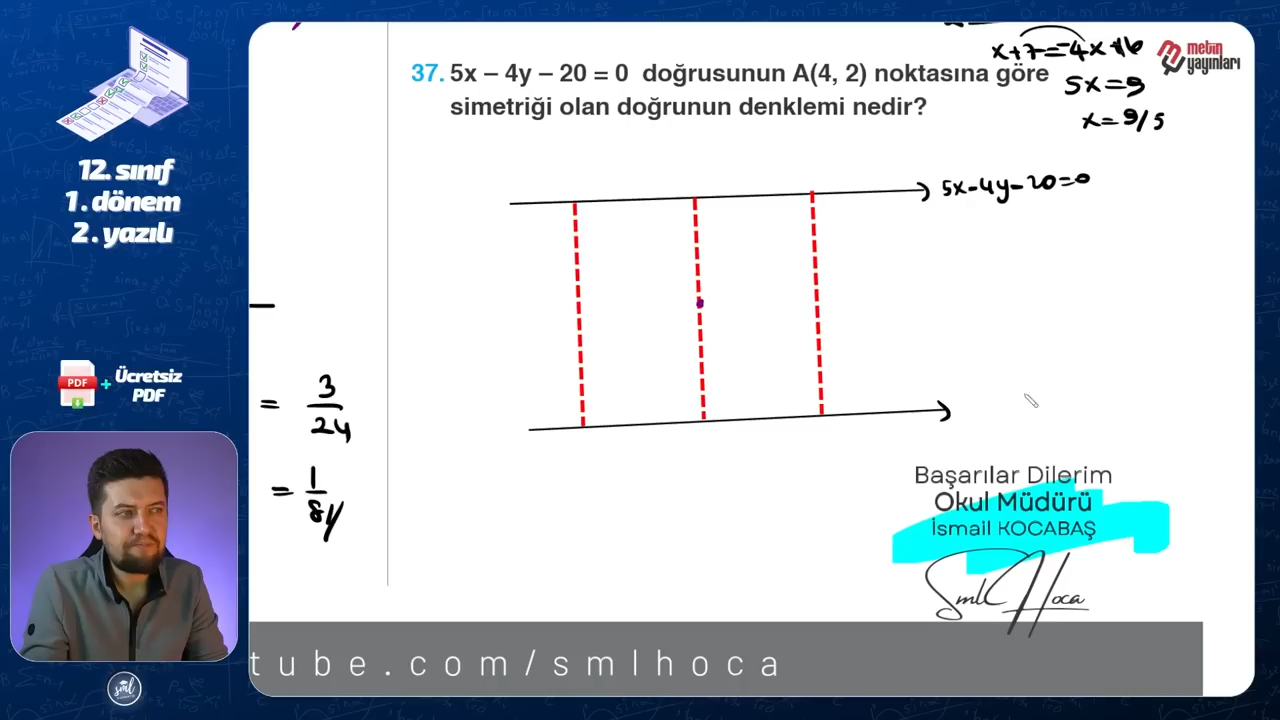 x+7=-4x+16
5x=9
x=9/5
metin
yayınları
37. 5x – 4y – 20 = 0 doğrusunun A(4, 2) noktasına göre
simetriği olan doğrunun denklemi nedir?
5x-4y-20=0
12. sınıf
1. dönem
2. yazılı
PDF
+ Ücretsiz
PDF
= 3/24
= 1/8
Başarılar Dilerim
Okul Müdürü
İsmail KOCABAŞ
Sml Hoca
tube.com/smlhoca
sml